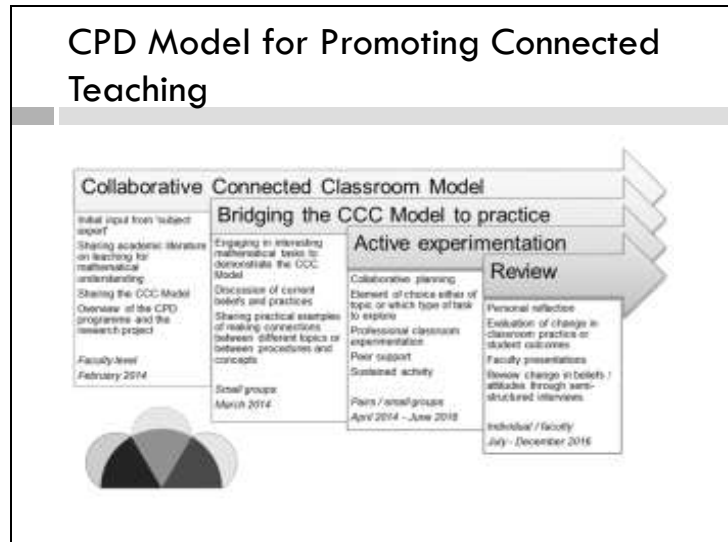 CPD Model for Promoting Connected
Teaching
Collaborative Connected Classroom Model
Initial input from 'subject
expert'
Sharing academic literature
on teaching for
mathematical
understanding
Sharing the CCC Model
Overview of the CPD
programme and the
research project
Faculty level
February 2014
Bridging the CCC Model to practice
Engaging in interesting
mathematical tasks to
demonstrate the CCC
Model
Discussion of current
beliefs and practices
Sharing practical examples
of making connections
between different topics or
between procedures and
concepts
Small groups
March 2014
Active experimentation
Collaborative planning
Element of choice either of
topic or which type of task
to explore
Professional classroom
experimentation
Peer support
Sustained activity
Pairs / small groups
April 2014 – June 2016
Review
Personal reflection
Evaluation of change in
classroom practice or
student outcomes
Faculty presentations
Review change in beliefs /
attitudes through semi-
structured interviews
Individual / faculty
July - December 2016